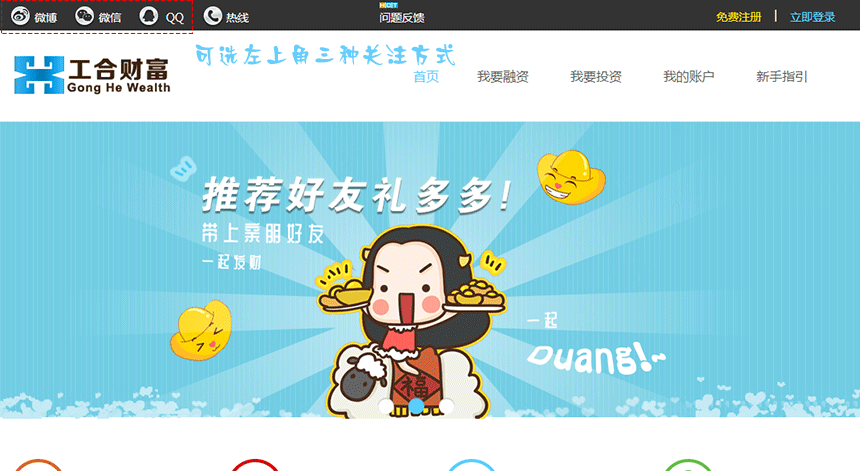 微博 微信 QQ 热线 问题反馈 免费注册 立即登录
可选左上角三种关注方式
工合财富
Gong He Wealth
首页 我要融资 我要投资 我的账户 新手指引
推荐好友礼多多!
带上亲朋好友
一起发财
福
一起
Duang!~